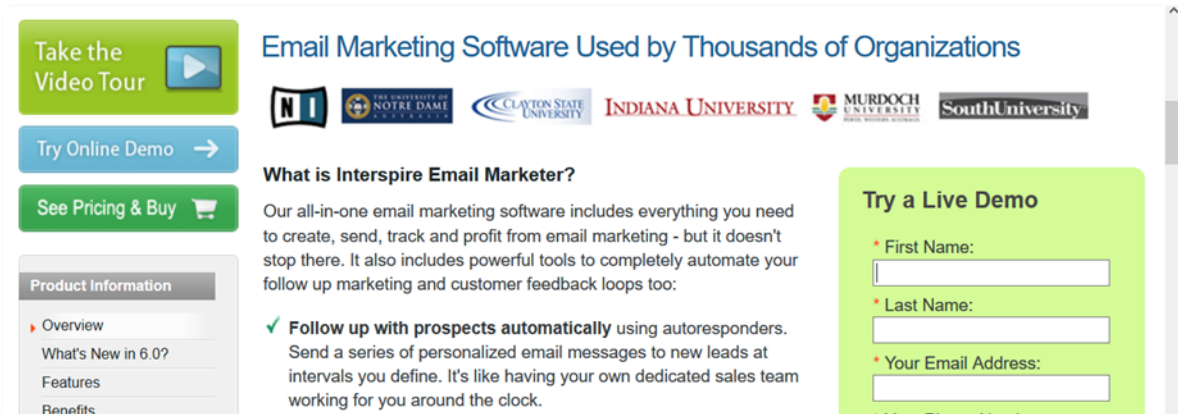 Take the
Video Tour
Try Online Demo
See Pricing & Buy
Product Information
Overview
What's New in 6.0?
Features
Benefits
Email Marketing Software Used by Thousands of Organizations
NI
THE UNIVERSITY OF
NOTRE DAME
AUSTRALIA
CLAYTON STATE
UNIVERSITY
INDIANA UNIVERSITY
MURDOCH
UNIVERSITY
PERTH, WESTERN AUSTRALIA
SouthUniversity
What is Interspire Email Marketer?
Our all-in-one email marketing software includes everything you need
to create, send, track and profit from email marketing - but it doesn't
stop there. It also includes powerful tools to completely automate your
follow up marketing and customer feedback loops too:
Follow up with prospects automatically using autoresponders.
Send a series of personalized email messages to new leads at
intervals you define. It's like having your own dedicated sales team
working for you around the clock.
Try a Live Demo
* First Name:
* Last Name:
* Your Email Address: